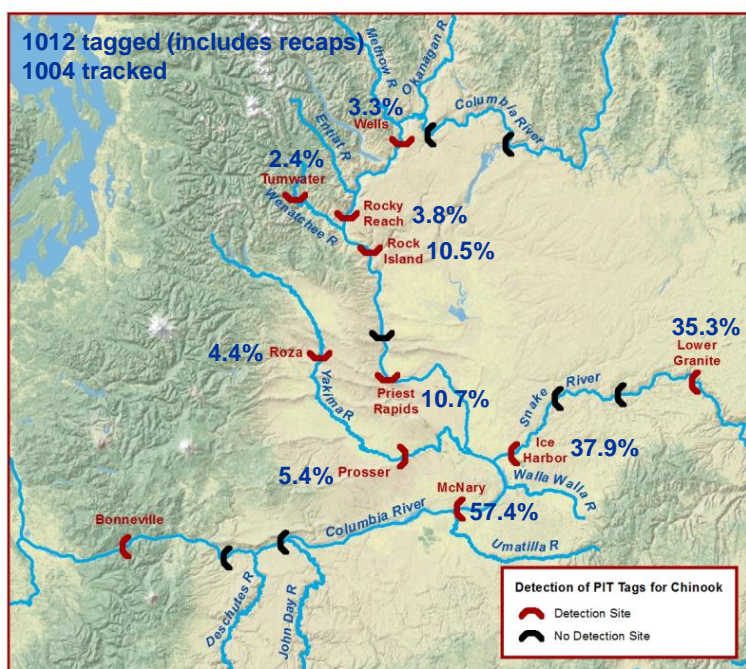 1012 tagged (includes recaps)
1004 tracked
Methow R
Okanagan R
3.3%
Wells
Columbia
River
Entiat R
2.4%
Tumwater
Wenatchee R
Rocky
Reach
3.8%
Rock
Island
10.5%
35.3%
Lower
Granite
4.4%
Roza
Yakima R
Priest
Rapids
10.7%
Snake
River
Ice
Harbor
37.9%
5.4%
Prosser
McNary
Walla Walla R
57.4%
Bonneville
Columbia River
Umatilla R
Deschutes R
John Day R
Detection of PIT Tags for Chinook
Detection Site
No Detection Site